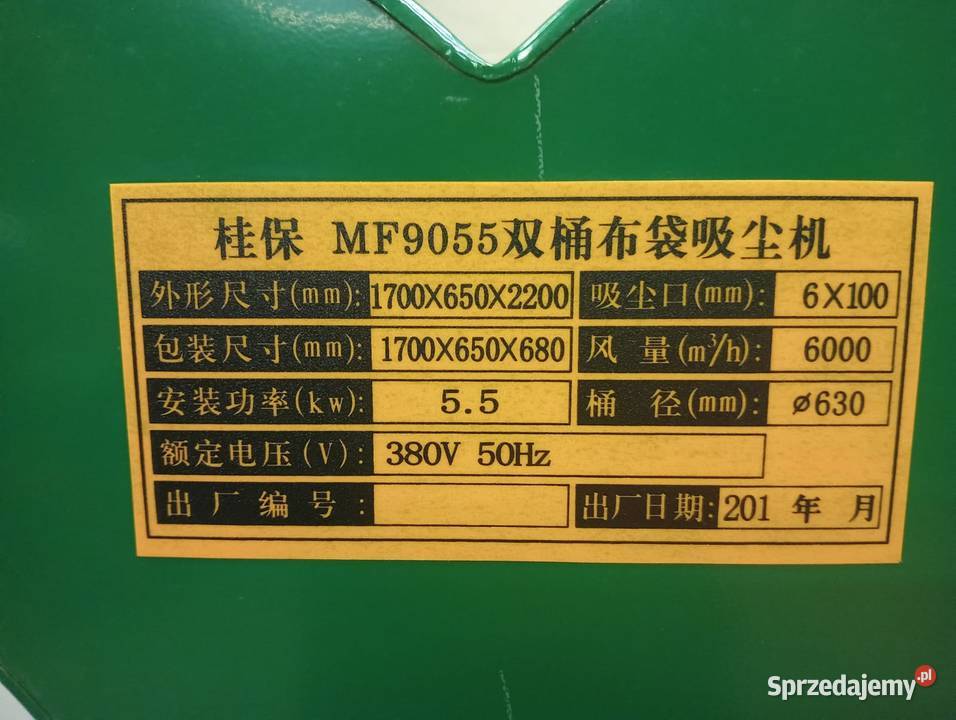 桂保 MF9055双桶布袋吸尘机
外形尺寸(mm): 1700X650X2200 吸尘口(mm): 6X100
包装尺寸(mm): 1700X650X680 风 量(m³/h): 6000
安装功率(kw): 5.5 桶 径(mm): ø630
额定电压(V): 380V 50Hz
出厂编号: 出厂日期: 201 年 月
Sprzedajemy.pl